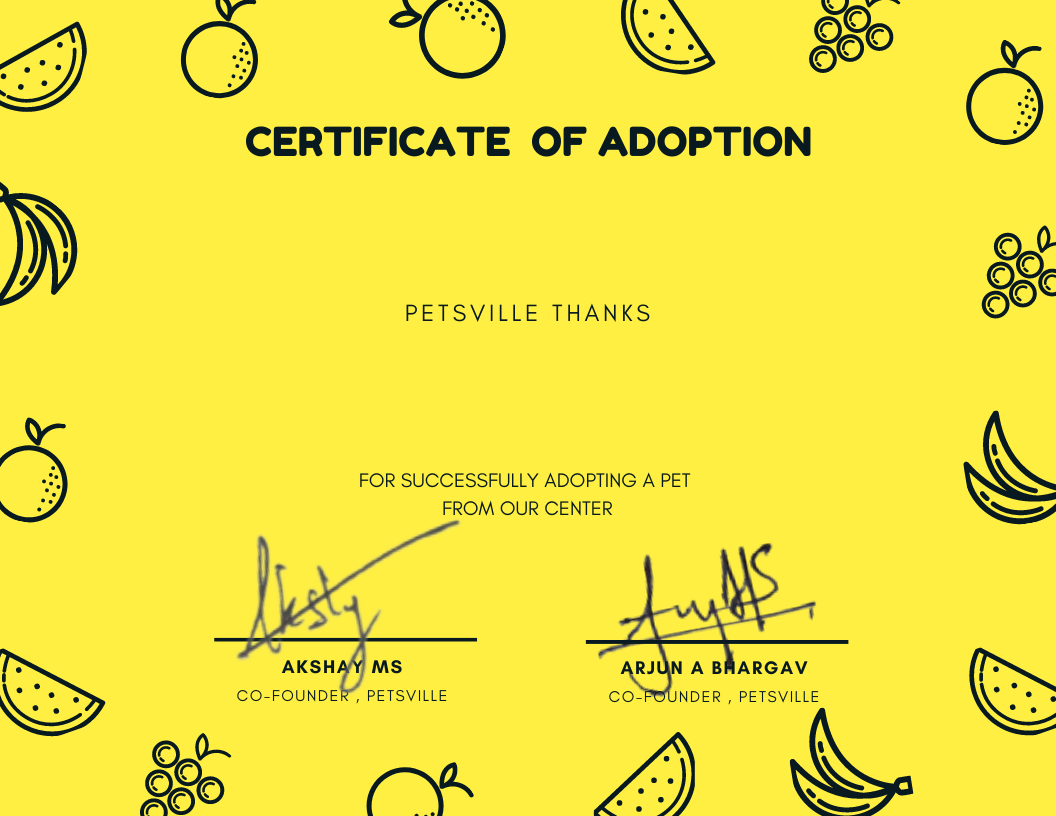 CERTIFICATE OF ADOPTION
PETSVILLE THANKS
FOR SUCCESSFULLY ADOPTING A PET
FROM OUR CENTER
AKSHAY MS
CO-FOUNDER , PETSVILLE
ARJUN A BHARGAV
CO-FOUNDER , PETSVILLE